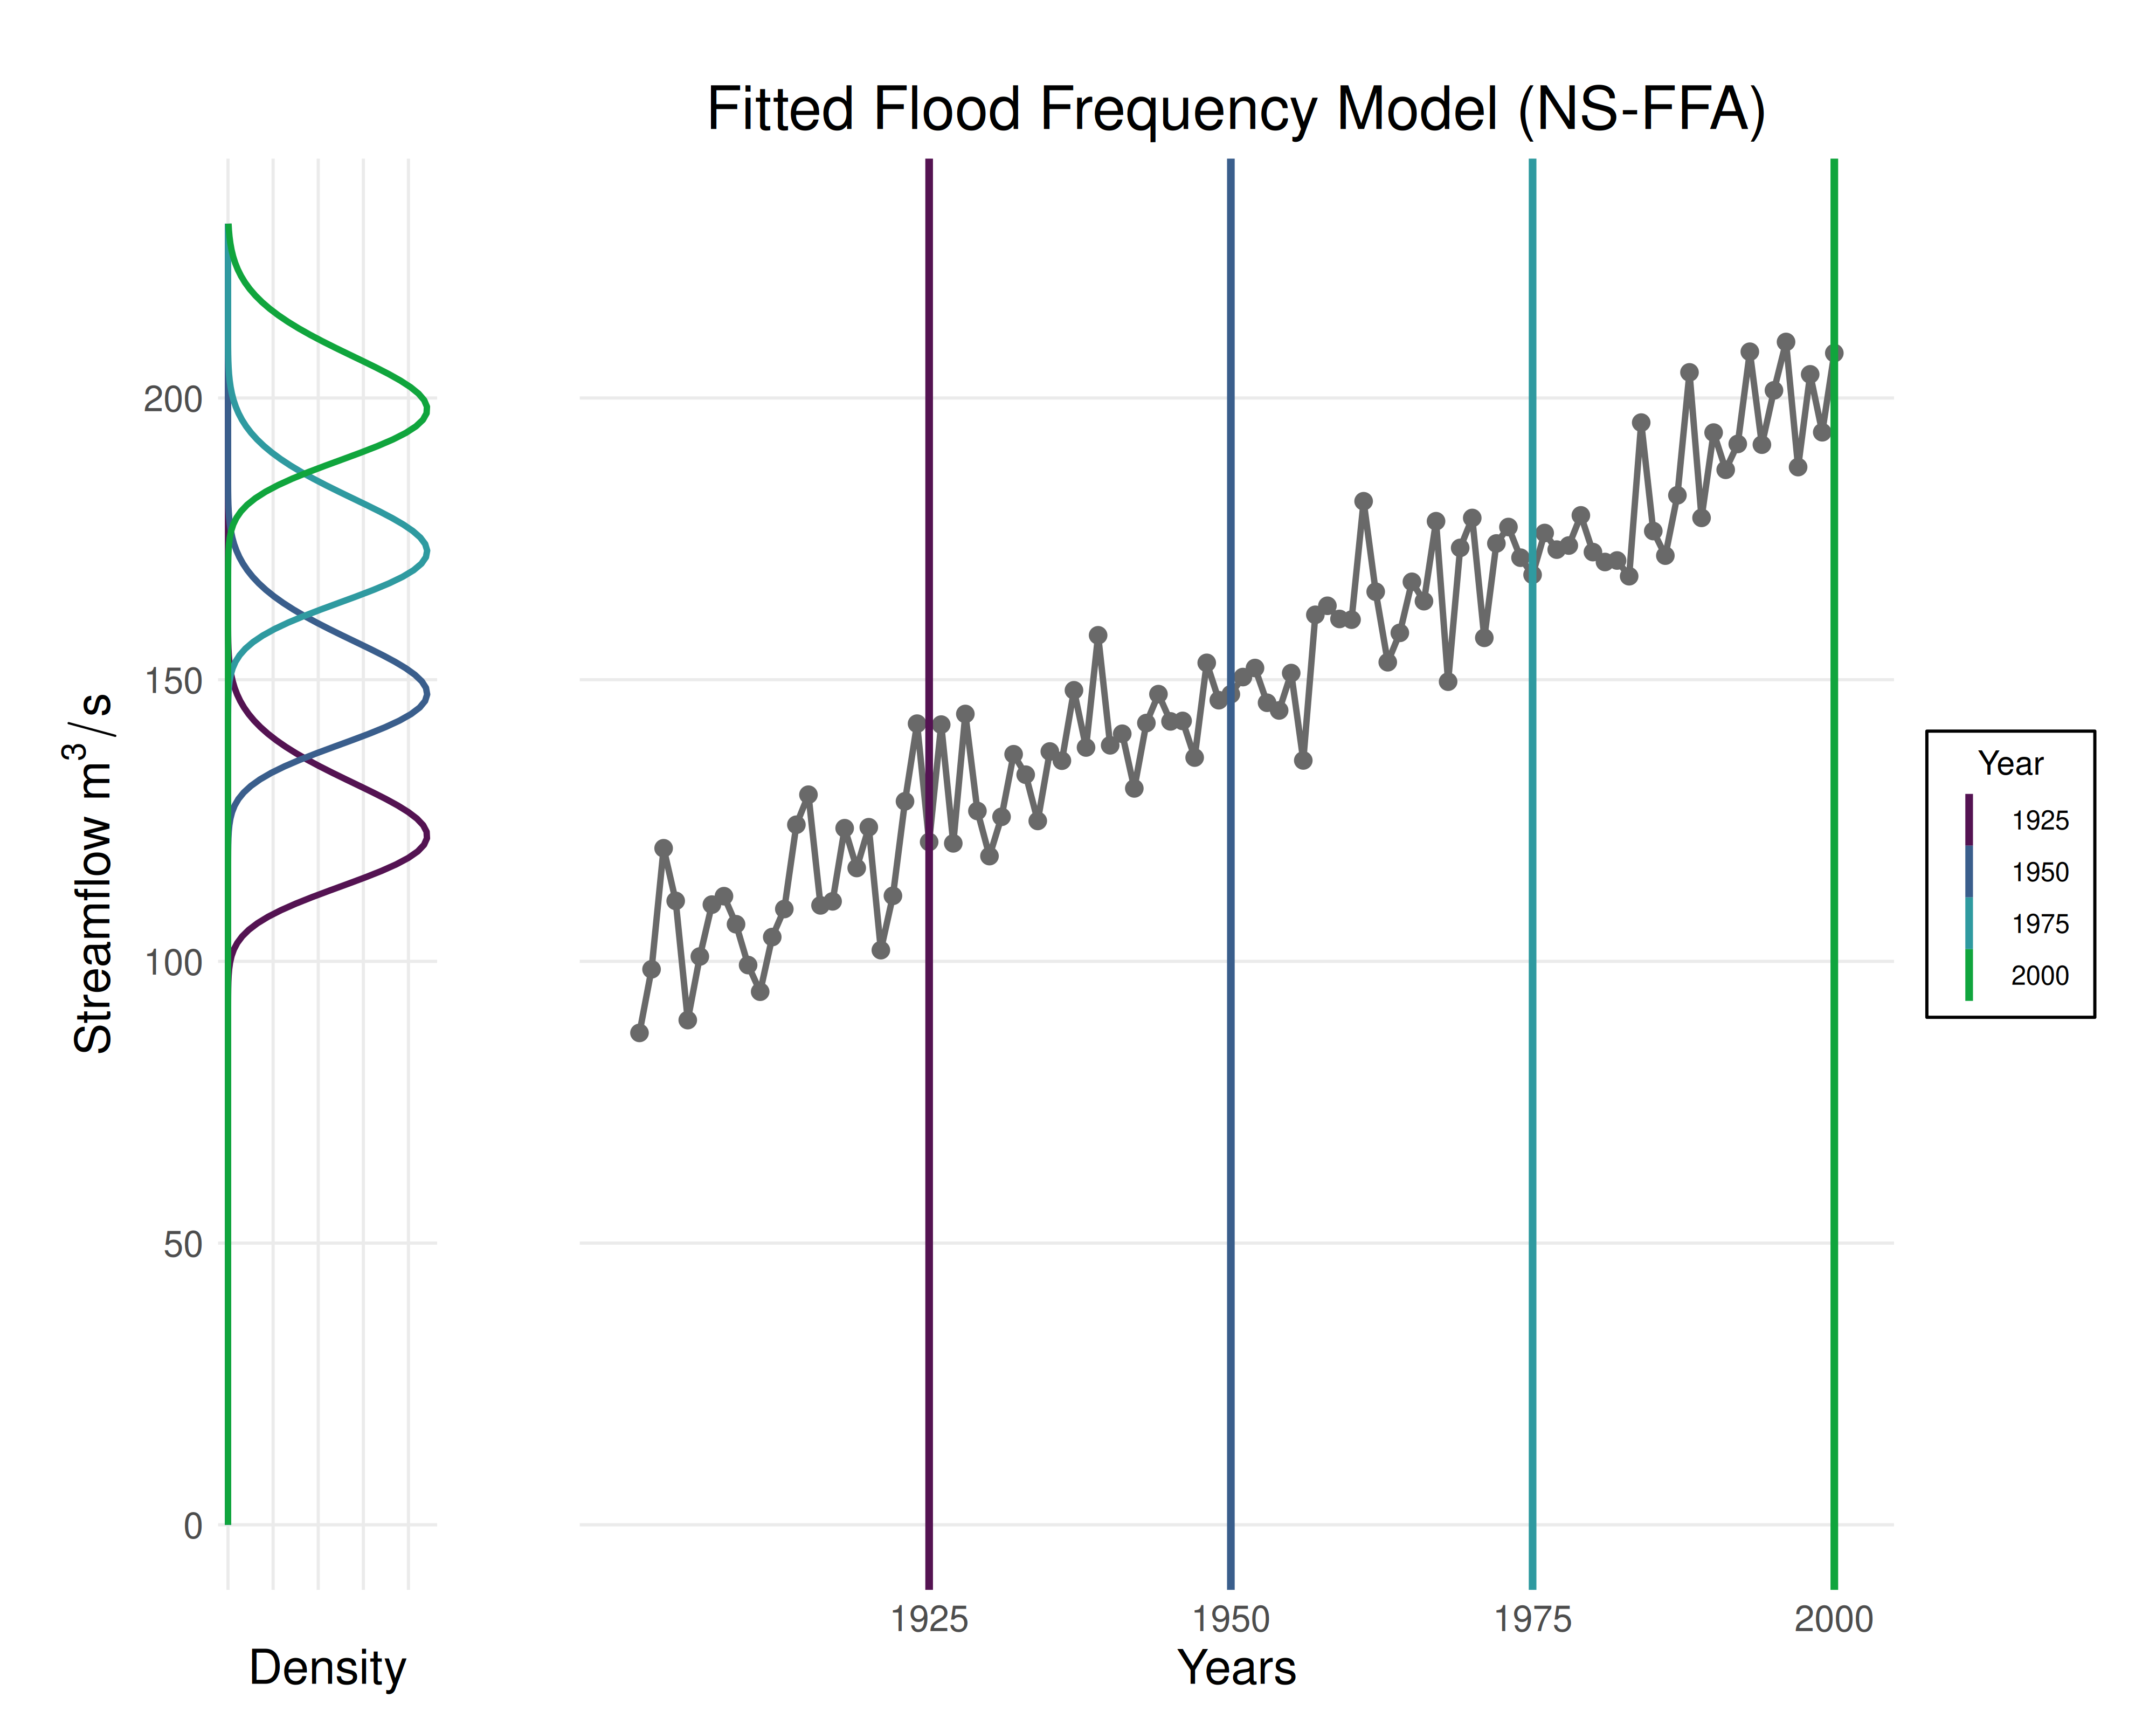 Fitted Flood Frequency Model (NS-FFA)
Streamflow m³/s
200
150
100
50
0
Density
1925
1950
1975
2000
Years
Year
1925
1950
1975
2000